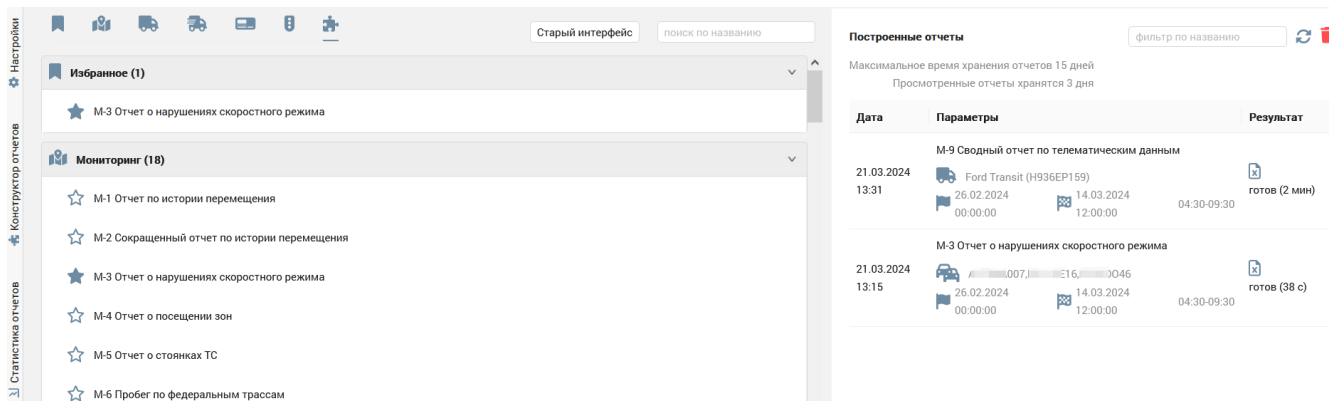 Настройки
Конструктор отчетов
Статистика отчетов
Старый интерфейс
поиск по названию
Избранное (1)
М-3 Отчет о нарушениях скоростного режима
Мониторинг (18)
М-1 Отчет по истории перемещения
М-2 Сокращенный отчет по истории перемещения
М-3 Отчет о нарушениях скоростного режима
М-4 Отчет о посещении зон
М-5 Отчет о стоянках ТС
М-6 Пробег по федеральным трассам
Построенные отчеты
фильтр по названию
Максимальное время хранения отчетов 15 дней
Просмотренные отчеты хранятся 3 дня
Дата Параметры Результат
М-9 Сводный отчет по телематическим данным
21.03.2024
13:31
Ford Transit (Н936ЕР159)
26.02.2024
00:00:00
14.03.2024
12:00:00
04:30-09:30
готов (2 мин)
М-3 Отчет о нарушениях скоростного режима
21.03.2024
13:15
26.02.2024
00:00:00
14.03.2024
12:00:00
04:30-09:30
готов (38 с)